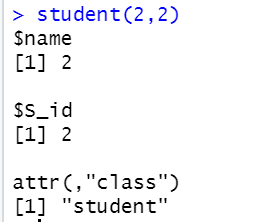 > student(2,2)
$name
[1] 2
$S_id
[1] 2
attr(,"class")
[1] "student"